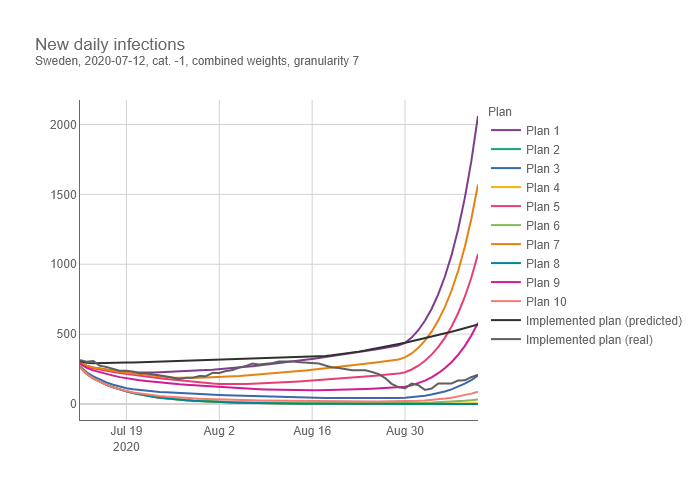 New daily infections
Sweden, 2020-07-12, cat. -1, combined weights, granularity 7
2000
1500
1000
500
0
Jul 19
2020
Aug 2
Aug 16
Aug 30
Plan
Plan 1
Plan 2
Plan 3
Plan 4
Plan 5
Plan 6
Plan 7
Plan 8
Plan 9
Plan 10
Implemented plan (predicted)
Implemented plan (real)